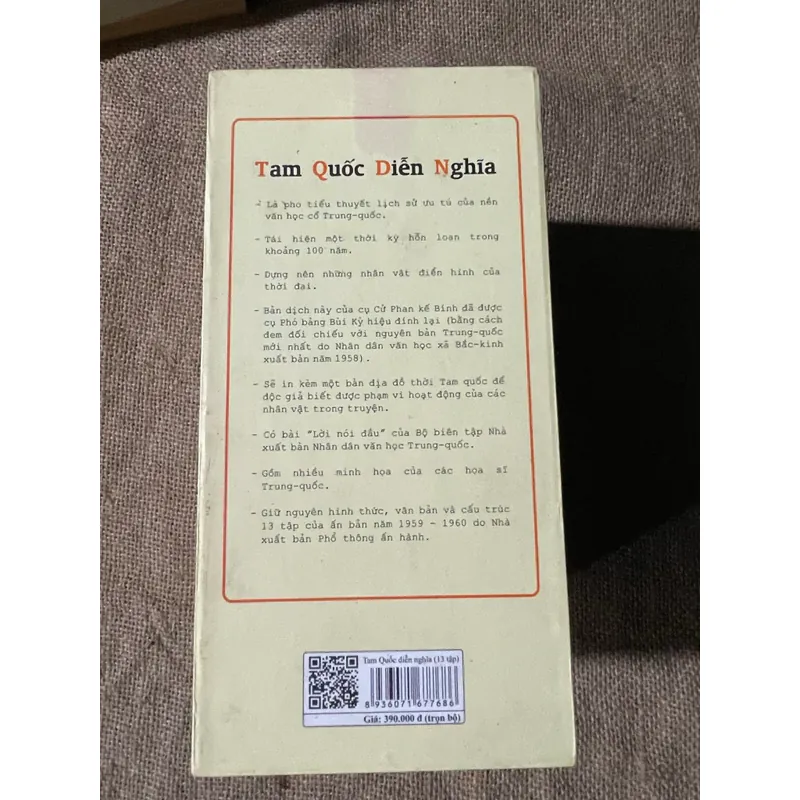 Tam Quốc Diễn Nghĩa
- Là pho tiểu thuyết lịch sử ưu tú của nền
văn học cổ Trung-quốc.
- Tái hiện một thời kỳ hỗn loạn trong
khoảng 100 năm.
- Dựng nên những nhân vật điển hình của
thời đại.
- Bản dịch này của cụ Cử Phan kế Bính đã được
cụ Phó bảng Bùi Kỷ hiệu đính lại (bằng cách
đem đối chiếu với nguyên bản Trung-quốc
mới nhất do Nhân dân văn học xã Bắc-kinh
xuất bản năm 1958).
- Sẽ in kèm một bản địa đồ thời Tam quốc để
độc giả biết được phạm vi hoạt động của các
nhân vật trong truyện.
- Có bài "Lời nói đầu" của Bộ biên tập Nhà
xuất bản Nhân dân văn học Trung-quốc.
- Gồm nhiều minh họa của các họa sĩ
Trung-quốc.
- Giữ nguyên hình thức, văn bản và cấu trúc
13 tập của ấn bản năm 1959 - 1960 do Nhà
xuất bản Phổ thông ấn hành.
Tam Quốc diễn nghĩa (13 tập)
8 936071 677686
Giá: 390.000 đ (trọn bộ)